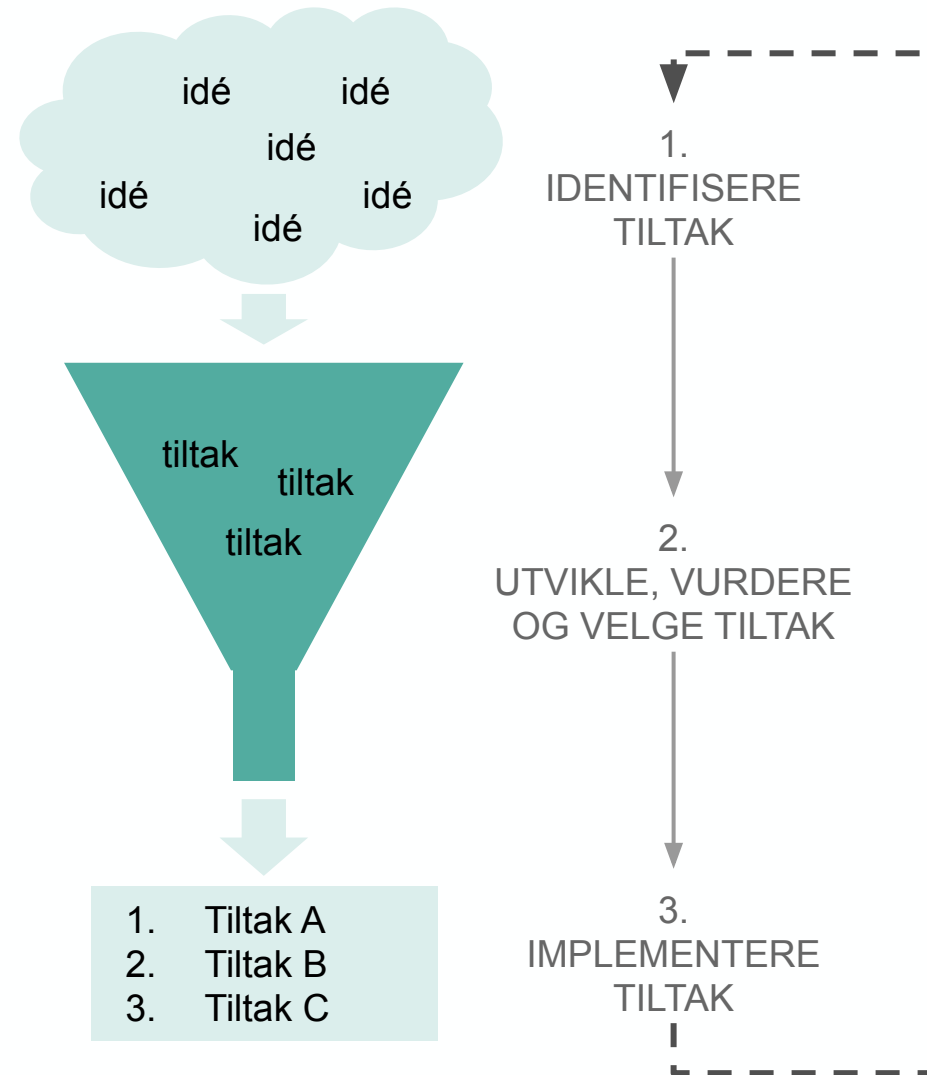 idé idé
idé
idé idé
idé
tiltak
tiltak
tiltak
1. Tiltak A
2. Tiltak B
3. Tiltak C
1.
IDENTIFISERE
TILTAK
2.
UTVIKLE, VURDERE
OG VELGE TILTAK
3.
IMPLEMENTERE
TILTAK